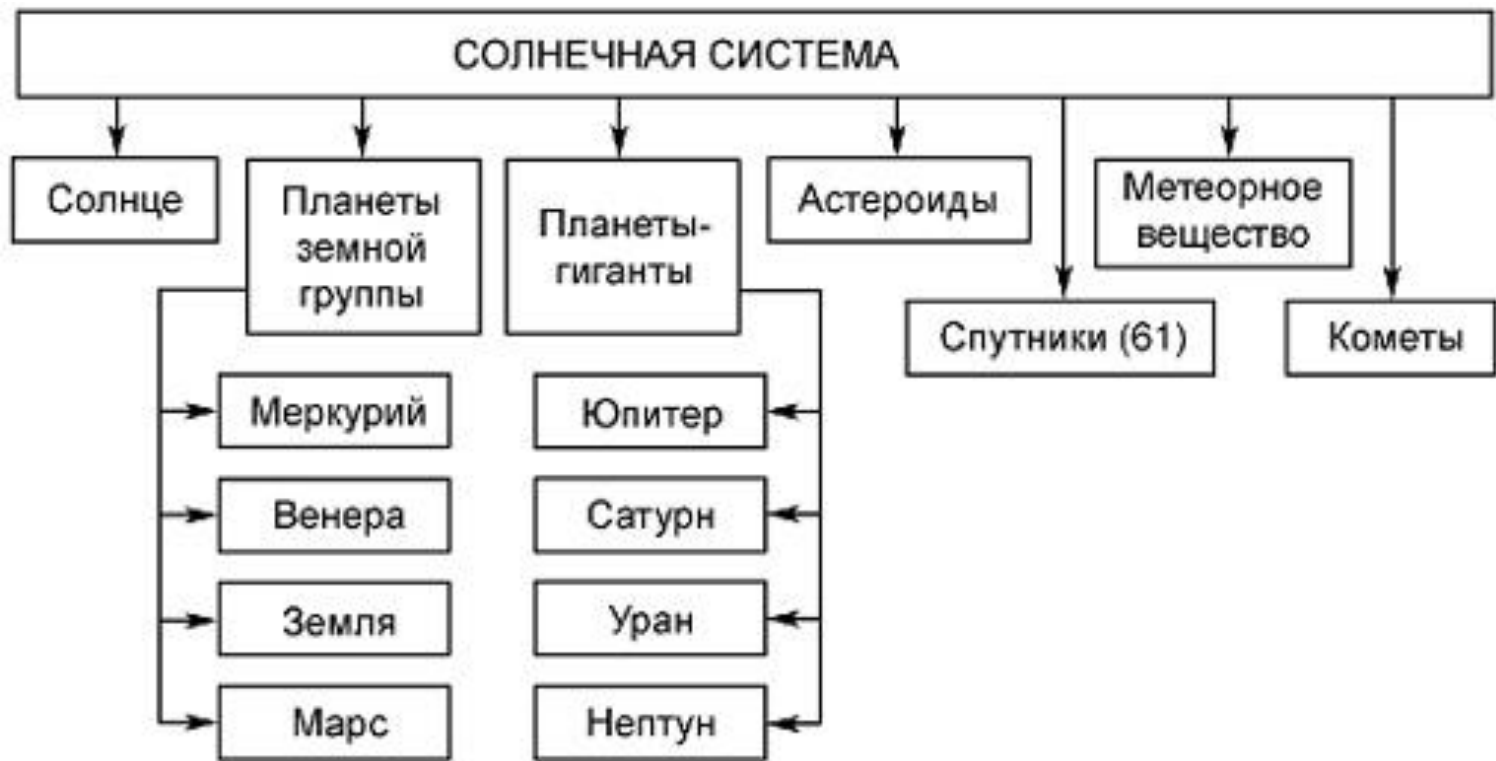 СОЛНЕЧНАЯ СИСТЕМА
Солнце
Планеты
земной
группы
Планеты-
гиганты
Астероиды
Метеорное
вещество
Спутники (61)
Кометы
Меркурий
Венера
Земля
Марс
Юпитер
Сатурн
Уран
Нептун